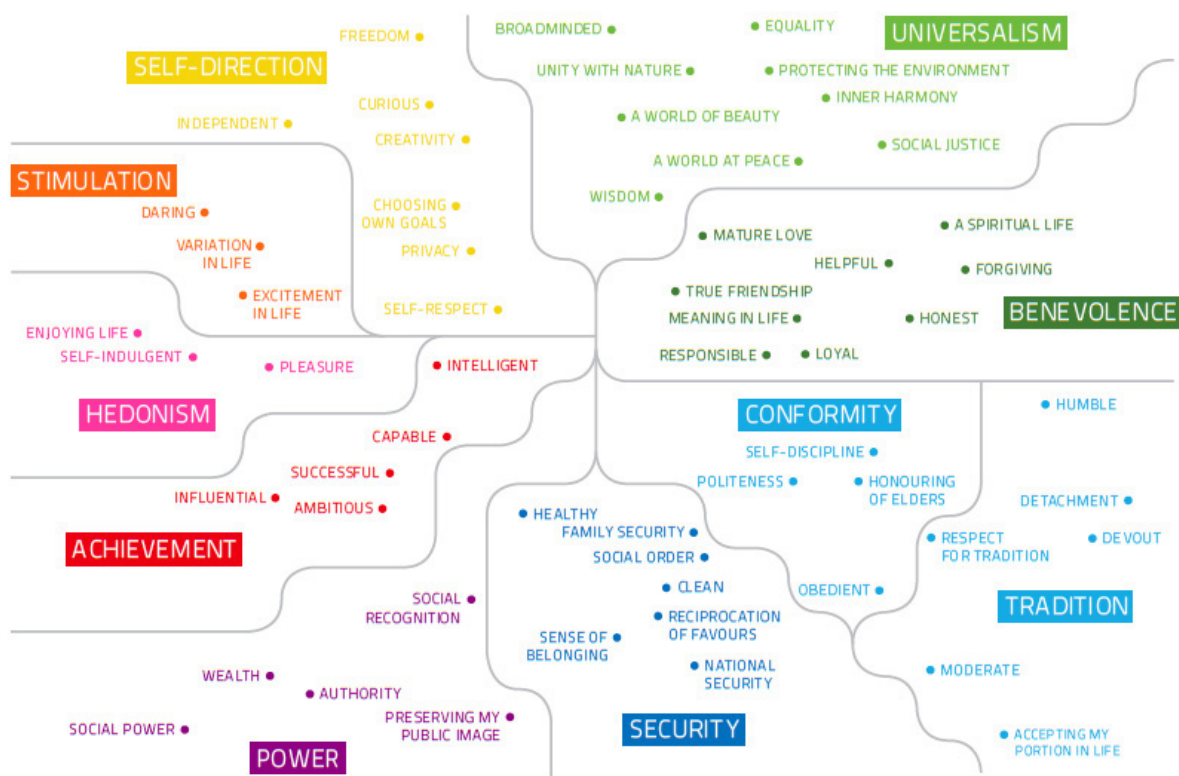 SELF-DIRECTION
FREEDOM
CURIOUS
INDEPENDENT
CREATIVITY
CHOOSING
OWN GOALS
PRIVACY
SELF-RESPECT
UNIVERSALISM
BROADMINDED
EQUALITY
UNITY WITH NATURE
PROTECTING THE ENVIRONMENT
INNER HARMONY
A WORLD OF BEAUTY
SOCIAL JUSTICE
A WORLD AT PEACE
WISDOM
STIMULATION
DARING
VARIATION
IN LIFE
EXCITEMENT
IN LIFE
MATURE LOVE
A SPIRITUAL LIFE
HELPFUL
FORGIVING
TRUE FRIENDSHIP
MEANING IN LIFE
HONEST
BENEVOLENCE
RESPONSIBLE
LOYAL
ENJOYING LIFE
SELF-INDULGENT
PLEASURE
HEDONISM
INTELLIGENT
CAPABLE
SUCCESSFUL
INFLUENTIAL
AMBITIOUS
ACHIEVEMENT
CONFORMITY
SELF-DISCIPLINE
POLITENESS
HONOURING
OF ELDERS
OBEDIENT
HUMBLE
DETACHMENT
RESPECT
FOR TRADITION
DEVOUT
TRADITION
MODERATE
ACCEPTING MY
PORTION IN LIFE
HEALTHY
FAMILY SECURITY
SOCIAL ORDER
CLEAN
RECIPROCATION
OF FAVOURS
SENSE OF
BELONGING
NATIONAL
SECURITY
SECURITY
SOCIAL
RECOGNITION
WEALTH
AUTHORITY
SOCIAL POWER
PRESERVING MY
PUBLIC IMAGE
POWER